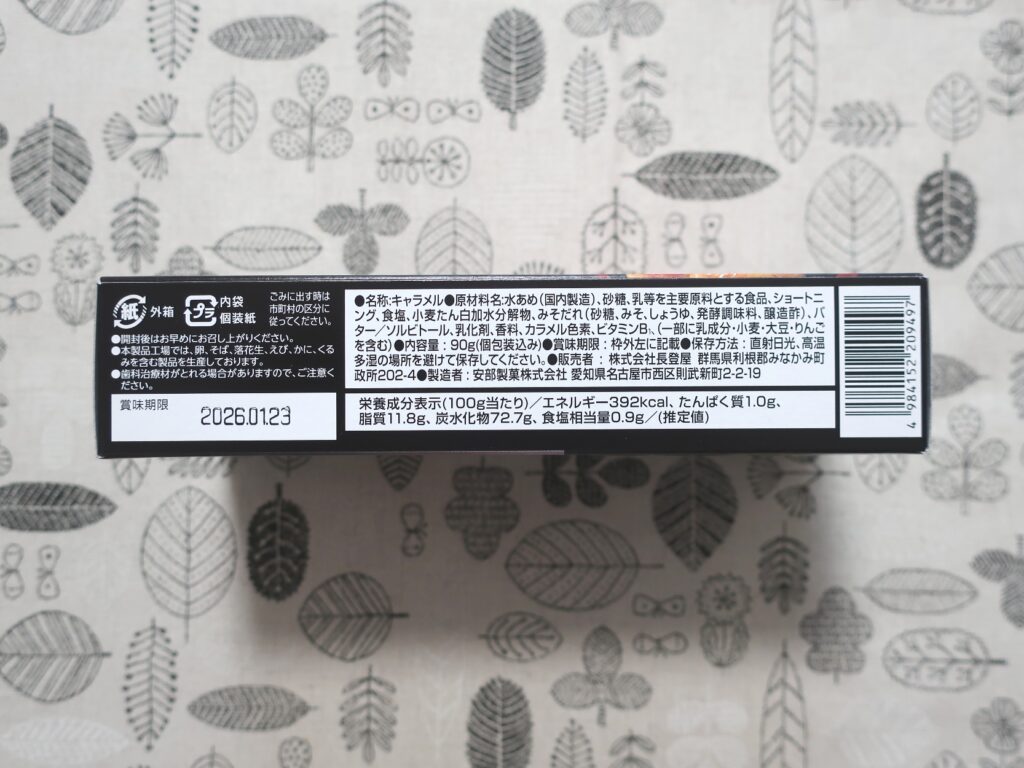 紙 外箱
プラ 内袋
個装紙
ごみに出す時は
市町村の区分に
従ってください。
●開封後はお早めにお召し上がりください。
●本製品工場では、卵、そば、落花生、えび、かに、くる
みを含む製品を生産しております。
●歯科治療材がとれる場合がありますので、ご注意く
ださい。
賞味期限 2026.01.23
●名称:キャラメル●原材料名:水あめ(国内製造)、砂糖、乳等を主要原料とする食品、ショートニ
ング、食塩、小麦たん白加水分解物、みそだれ(砂糖、みそ、しょうゆ、発酵調味料、醸造酢)、バ
ター/ソルビトール、乳化剤、香料、カラメル色素、ビタミンB₁、(一部に乳成分・小麦・大豆・りんご
を含む)●内容量:90g(個包装込み)●賞味期限:枠外左に記載●保存方法:直射日光、高温
多湿の場所を避けて保存してください。●販売者:株式会社長登屋 群馬県利根郡みなかみ町
政所202-4●製造者:安部製菓株式会社 愛知県名古屋市西区則武新町2-2-19
栄養成分表示(100g当たり)/エネルギー392kcal、たんぱく質1.0g、
脂質11.8g、炭水化物72.7g、食塩相当量0.9g/(推定値)
4 984152 209497